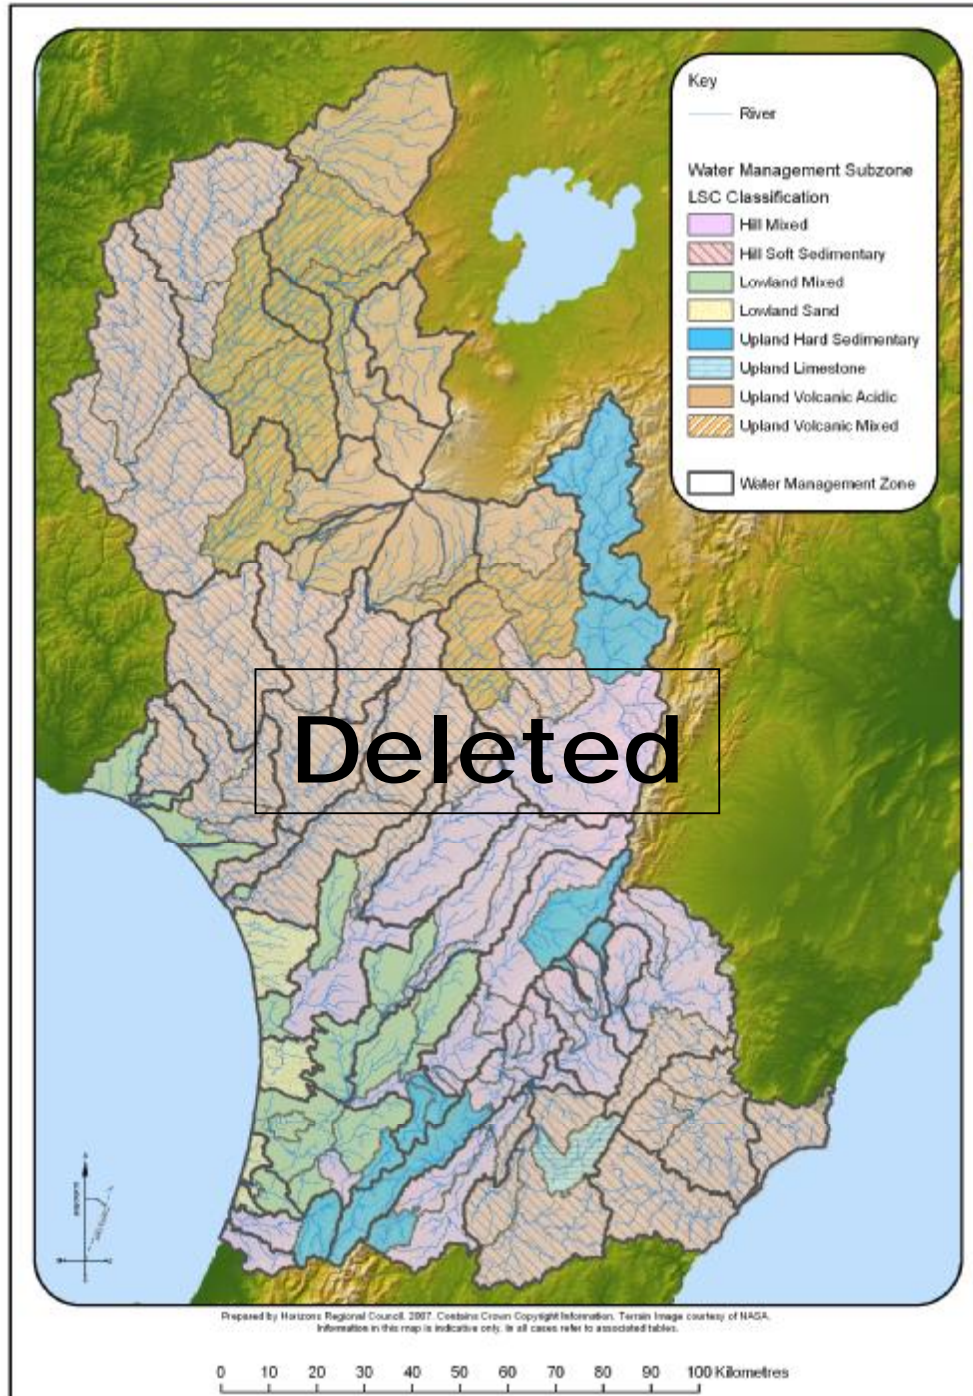 Key
River
Water Management Subzone
LSC Classification
Hill Mixed
Hill Soft Sedimentary
Lowland Mixed
Lowland Sand
Upland Hard Sedimentary
Upland Limestone
Upland Volcanic Acidic
Upland Volcanic Mixed
Water Management Zone
Deleted
Prepared by Horizons Regional Council. 2007. Contains Crown Copyright Information. Terrain Image courtesy of NASA.
Information in this map is indicative only. In all cases refer to associated tables.
0 10 20 30 40 50 60 70 80 90 100 Kilometres